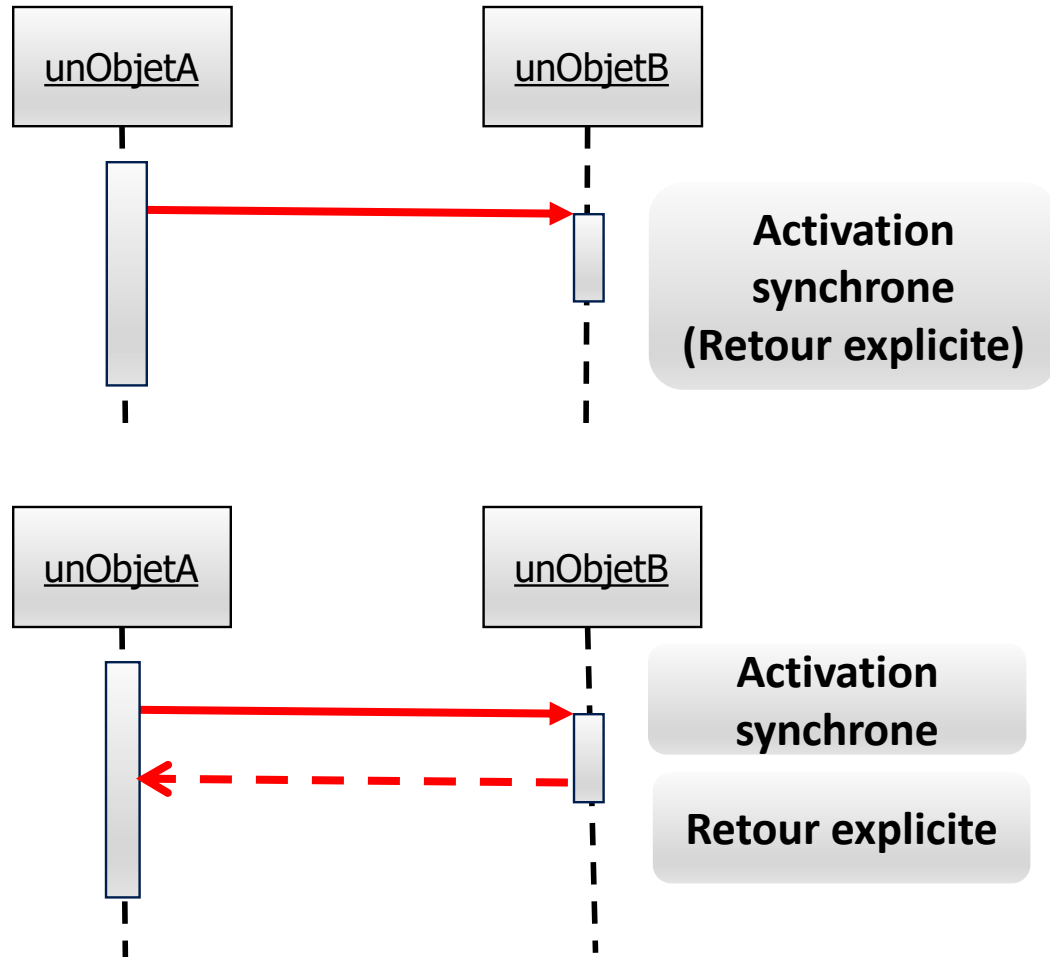 unObjetA
unObjetB
Activation
synchrone
(Retour explicite)
unObjetA
unObjetB
Activation
synchrone
Retour explicite